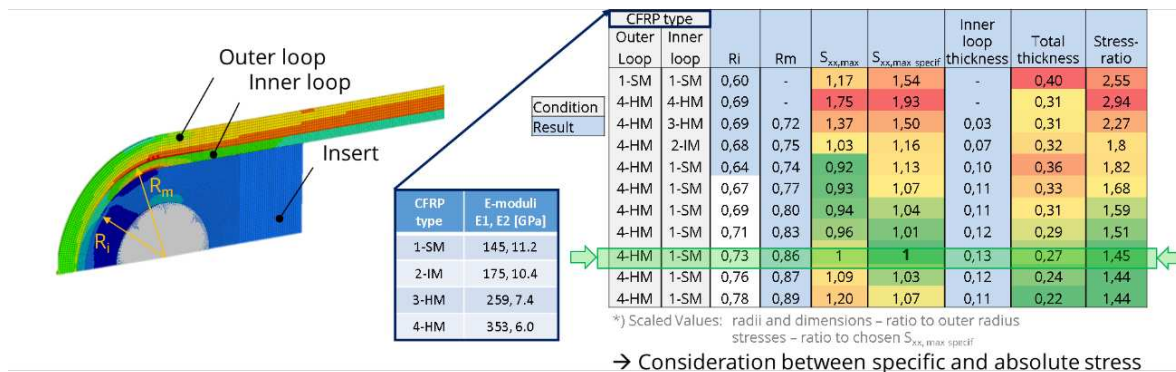 Outer loop
Inner loop
Insert
Rm
Ri
CFRP type E-moduli E1, E2 [GPa]
1-SM 145, 11.2
2-IM 175, 10.4
3-HM 259, 7.4
4-HM 353, 6.0
Condition
Result
CFRP type
Outer Loop Inner loop Ri Rm Sxx,max Sxx,max specif Inner loop thickness Total thickness Stress-ratio
1-SM 1-SM 0,60 - 1,17 1,54 - 0,40 2,55
4-HM 4-HM 0,69 - 1,75 1,93 - 0,31 2,94
4-HM 3-HM 0,69 0,72 1,37 1,50 0,03 0,31 2,27
4-HM 2-IM 0,68 0,75 1,03 1,16 0,07 0,32 1,8
4-HM 1-SM 0,64 0,74 0,92 1,13 0,10 0,36 1,82
4-HM 1-SM 0,67 0,77 0,93 1,07 0,11 0,33 1,68
4-HM 1-SM 0,69 0,80 0,94 1,04 0,11 0,31 1,59
4-HM 1-SM 0,71 0,83 0,96 1,01 0,12 0,29 1,51
4-HM 1-SM 0,73 0,86 1 1 0,13 0,27 1,45
4-HM 1-SM 0,76 0,87 1,09 1,03 0,12 0,24 1,44
4-HM 1-SM 0,78 0,89 1,20 1,07 0,11 0,22 1,44
*) Scaled Values: radii and dimensions – ratio to outer radius
stresses – ratio to chosen Sxx, max specif
→ Consideration between specific and absolute stress